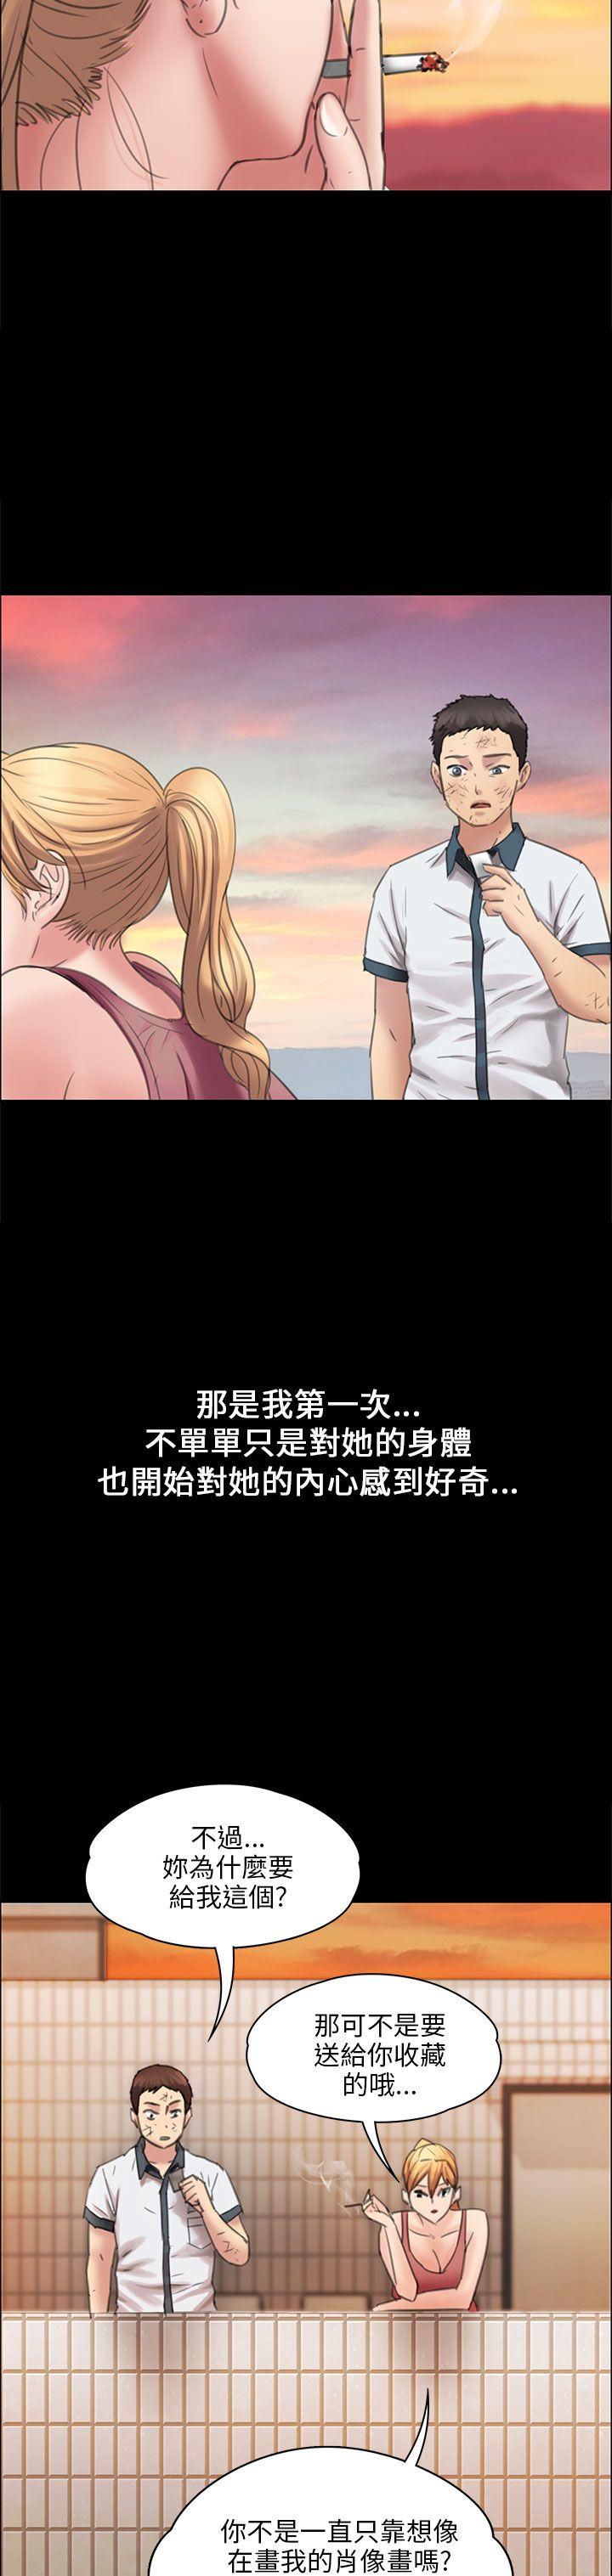 那是我第一次...
不單單只是對她的身體
也開始對她的內心感到好奇...
不過...
妳為什麼要
給我這個?
那可不是要
送給你收藏
的哦...
你不是一直只靠想像
在畫我的肖像畫嗎?